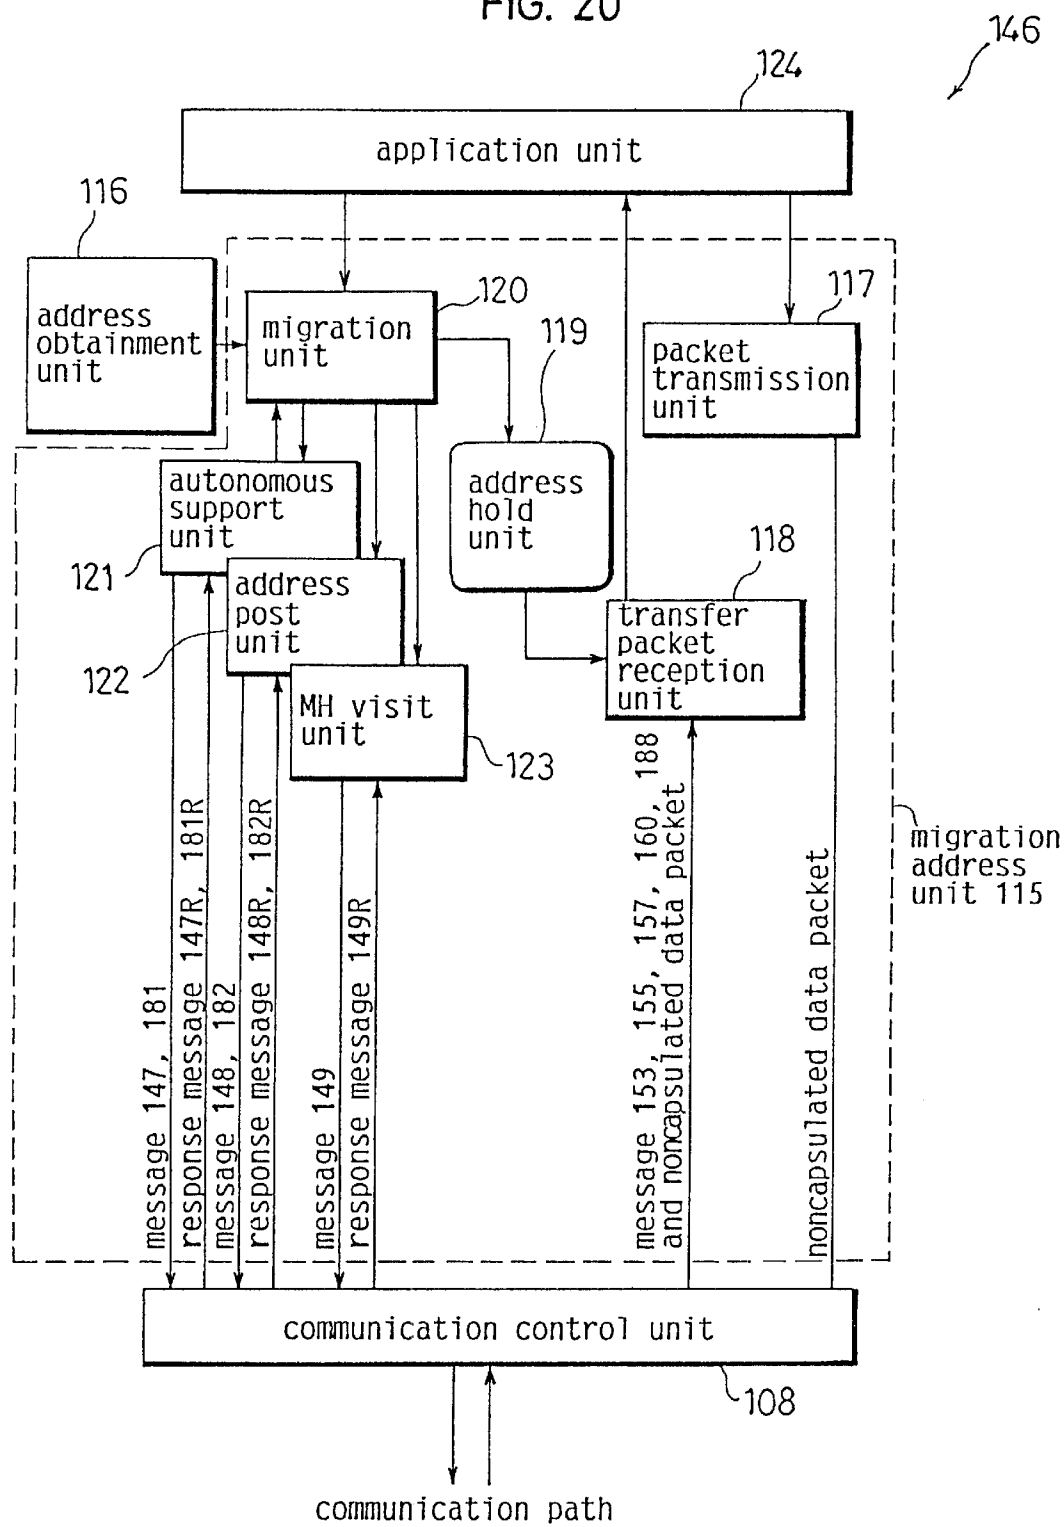 FIG. 20
146
124
application unit
116
address
obtainment
unit
migration
unit
120
119
117
packet
transmission
unit
autonomous
support
unit
121
address
hold
unit
address
post
unit
122
118
transfer
packet
reception
unit
MH visit
unit
123
migration
address
unit 115
message 147, 181
response message 147R, 181R
message 148, 182
response message 148R, 182R
message 149
response message 149R
message 153, 155, 157, 160, 188
and noncapsulated data packet
noncapsulated data packet
communication control unit
108
communication path